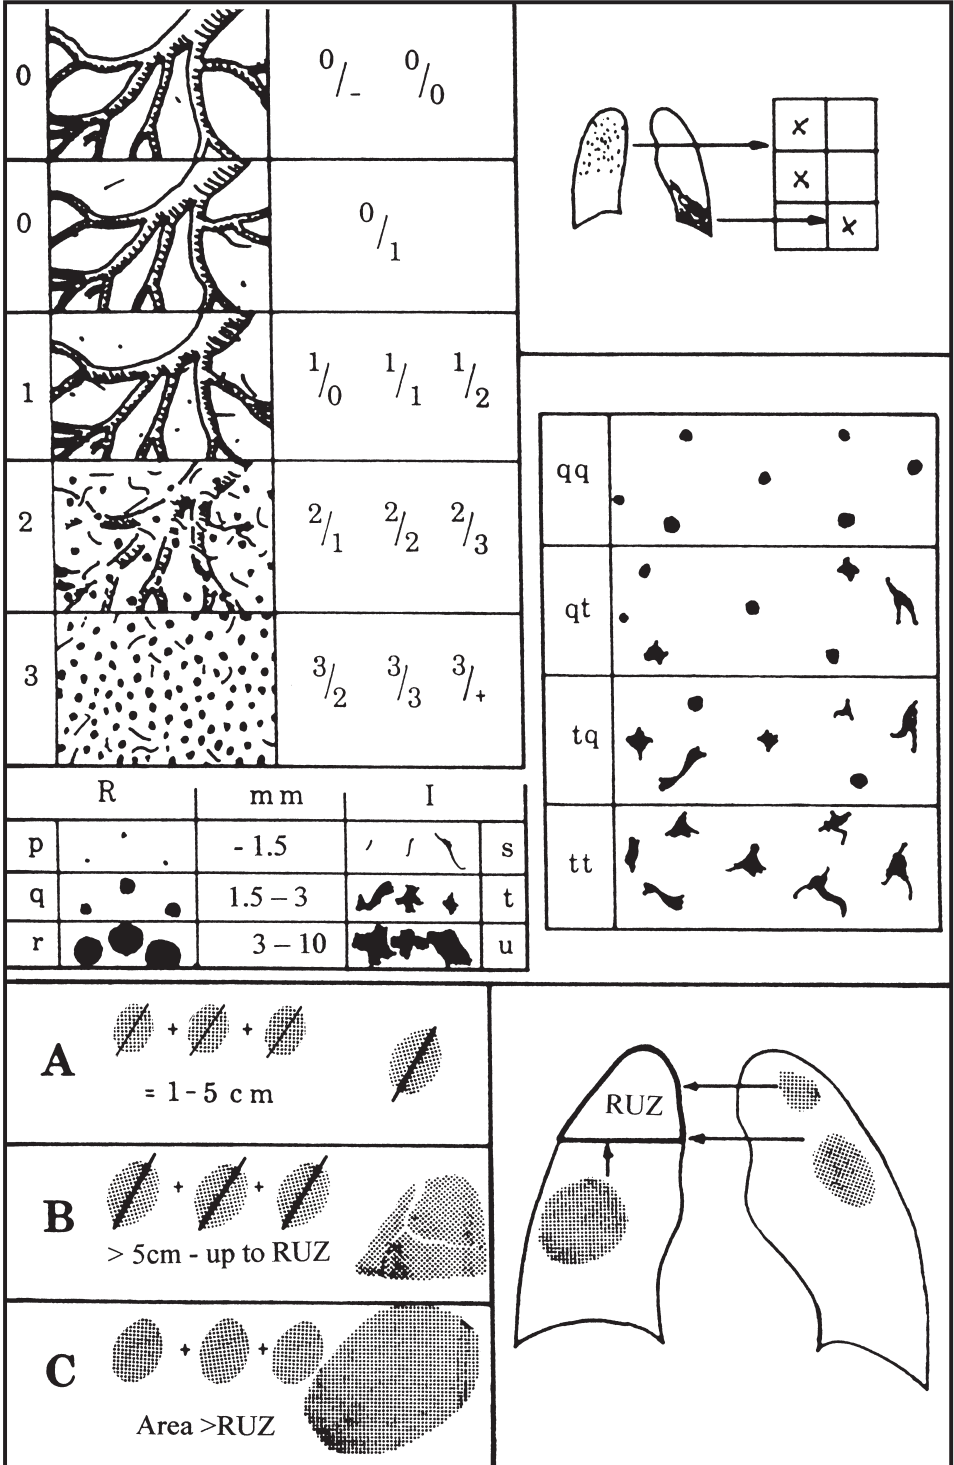 0 0/- 0/0
0 0/1
1 1/0 1/1 1/2
2 2/1 2/2 2/3
3 3/2 3/3 3/+
R mm I
p - 1.5 s
q 1.5 – 3 t
r 3 – 10 u
x
x
x
qq
qt
tq
tt
A + +
= 1-5 cm
B + +
> 5cm - up to RUZ
C + +
Area >RUZ
RUZ